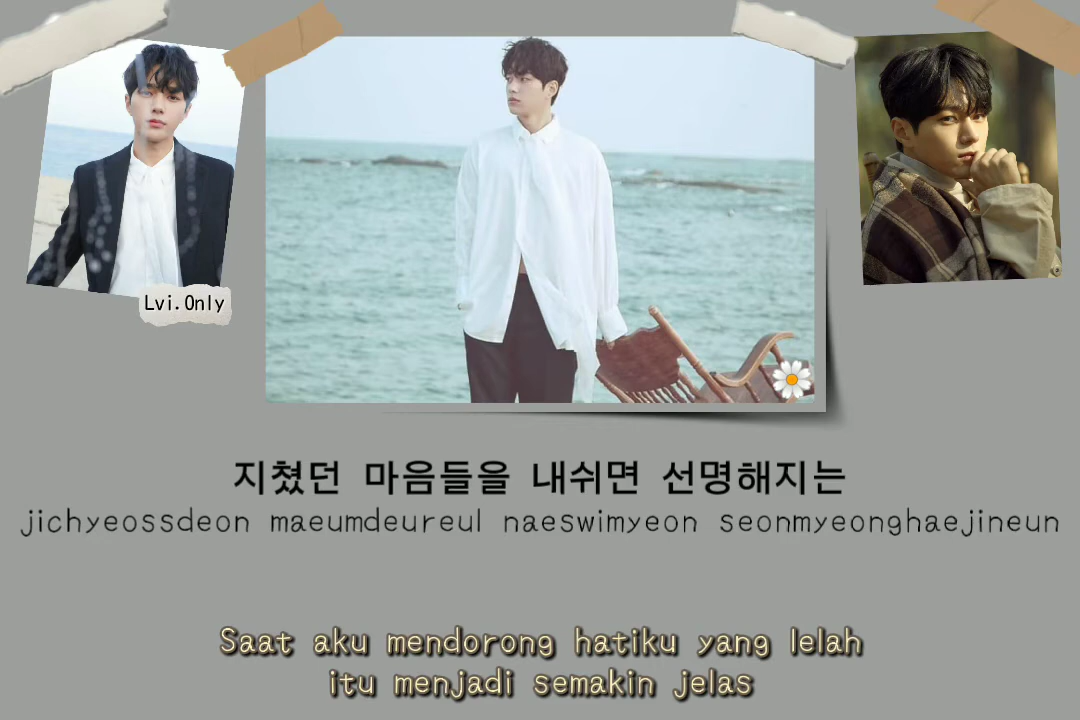 Lvi.Only
지쳤던 마음들을 내쉬면 선명해지는
jichyeossdeon maeumdeureul naeswimyeon seonmyeonghaejineun
Saat aku mendorong hatiku yang lelah
itu menjadi semakin jelas